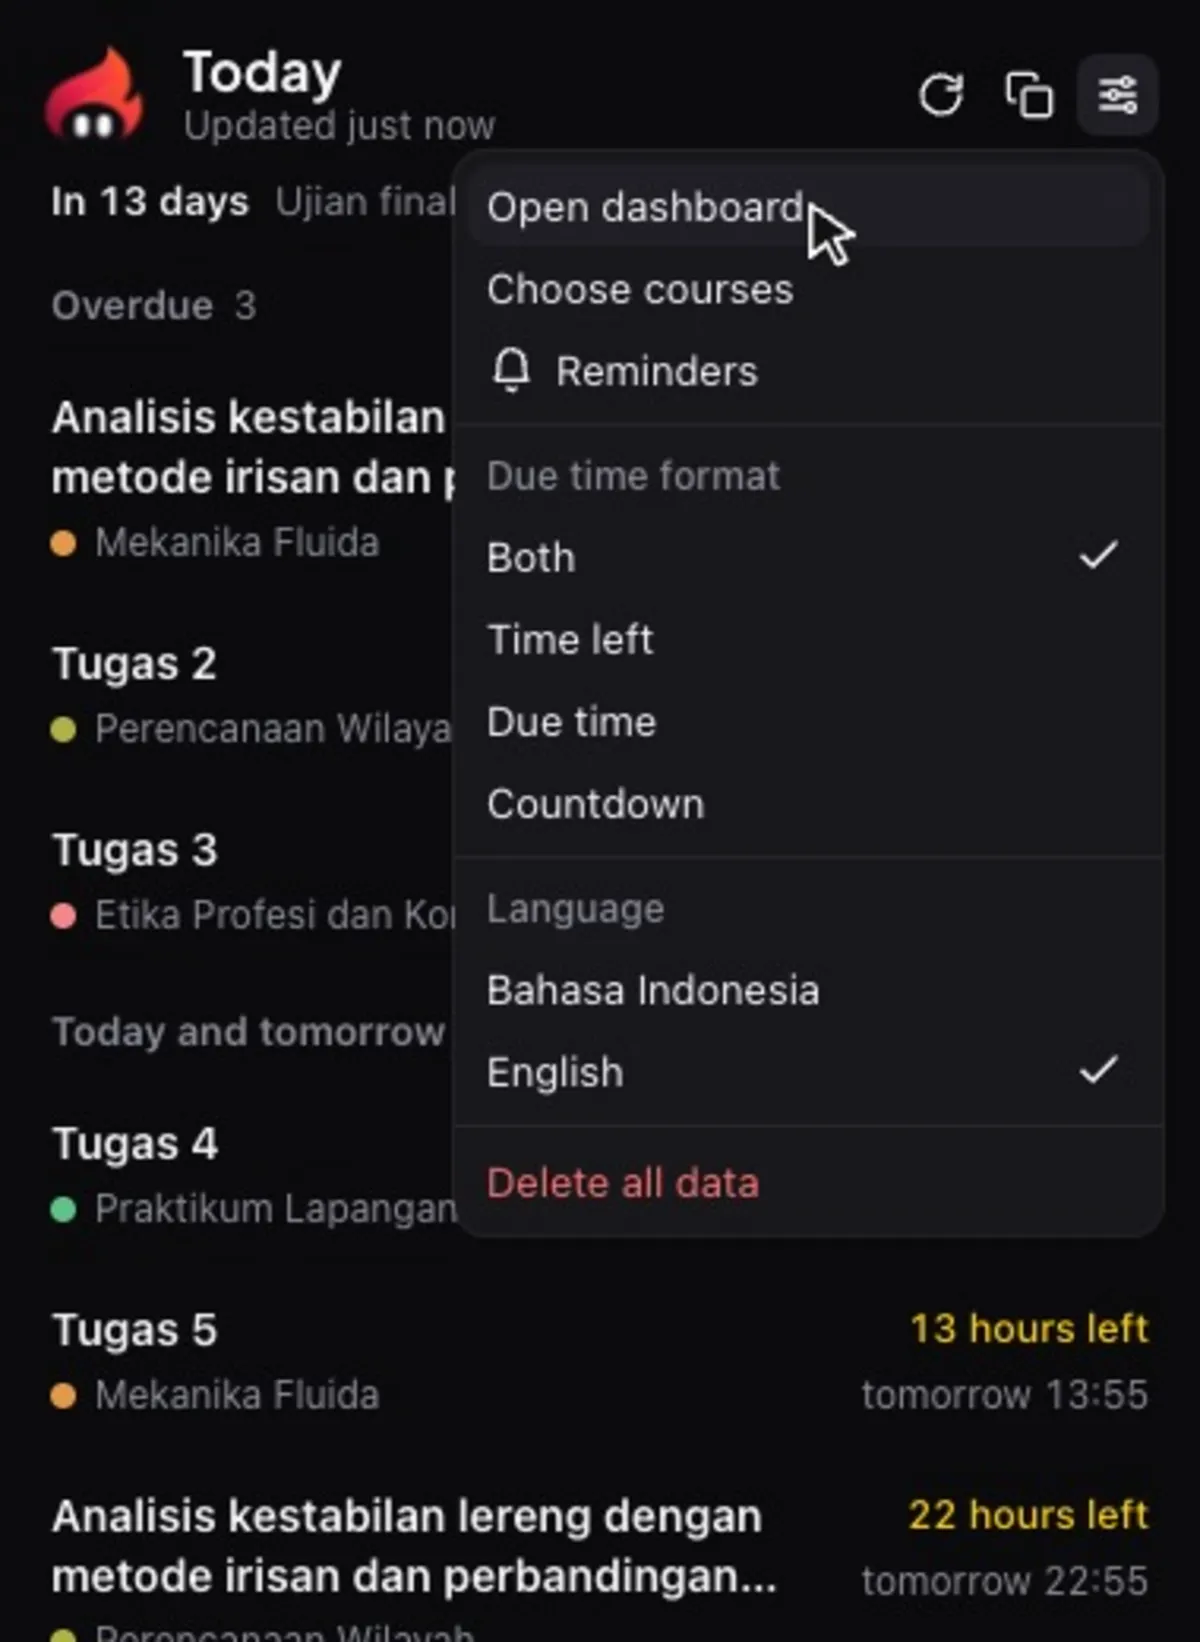 Today
Updated just now
In 13 days Ujian final
Overdue 3
Analisis kestabilan
metode irisan dan
Mekanika Fluida
Tugas 2
Perencanaan Wilaya
Tugas 3
Etika Profesi dan Kor
Today and tomorrow
Tugas 4
Praktikum Lapangan
Open dashboard
Choose courses
Reminders
Due time format
Both
Time left
Due time
Countdown
Language
Bahasa Indonesia
English
Delete all data
Tugas 5
13 hours left
Mekanika Fluida
tomorrow 13:55
Analisis kestabilan lereng dengan
22 hours left
metode irisan dan perbandingan...
tomorrow 22:55
Perencanaan Wilayah